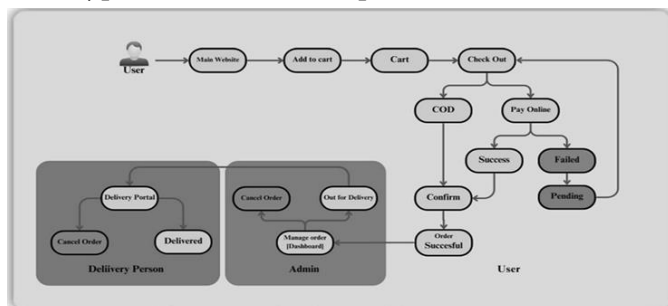 User
Main Website
Add to cart
Cart
Check Out
COD
Pay Online
Success
Failed
Delivery Portal
Cancel Order
Out for Delivery
Confirm
Pending
Cancel Order
Delivered
Manage order
[Dashboard]
Order
Succesful
Deliivery Person
Admin
User